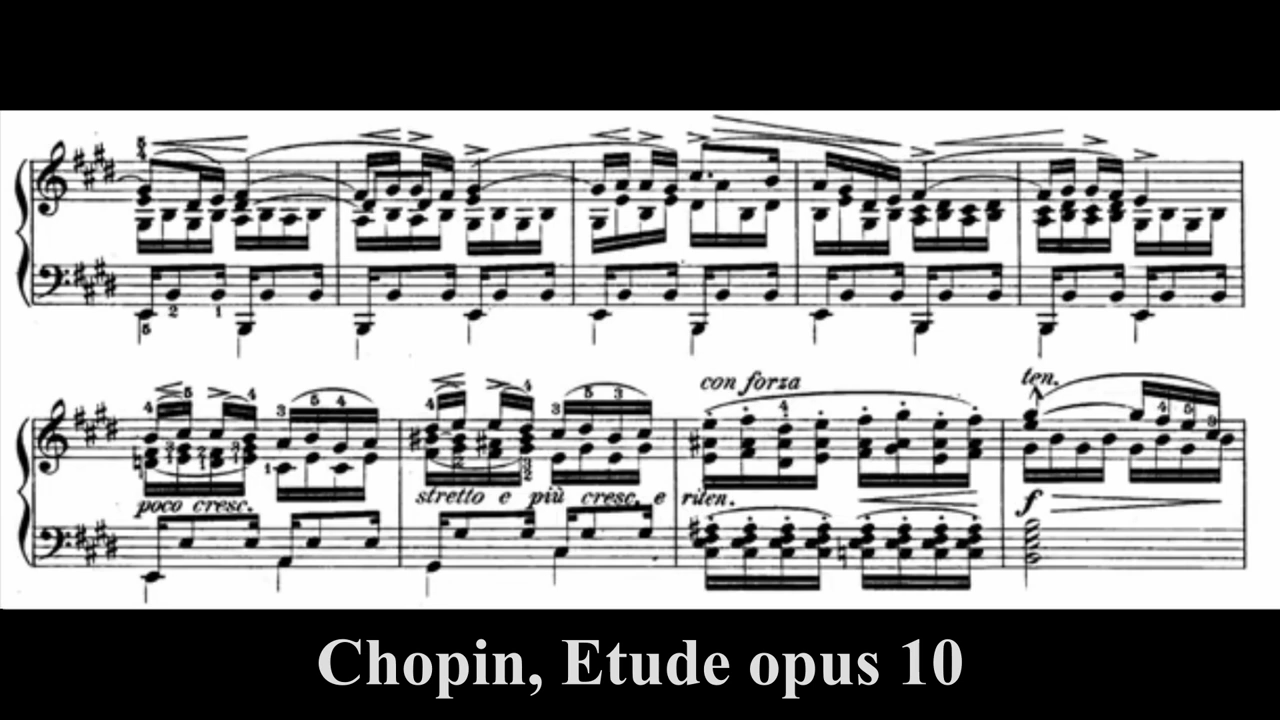 con forza
ten.
poco cresc.
stretto e più cresc. e riten.
f
Chopin, Etude opus 10